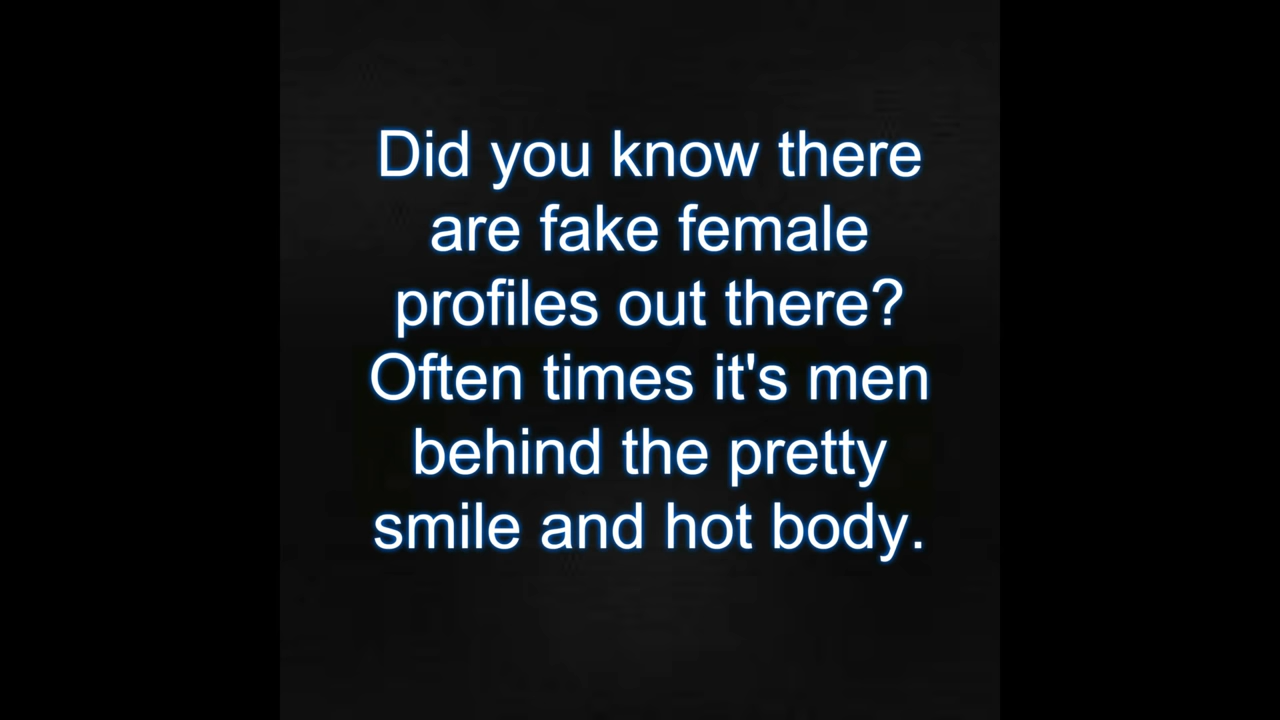 Did you know there
are fake female
profiles out there?
Often times it's men
behind the pretty
smile and hot body.